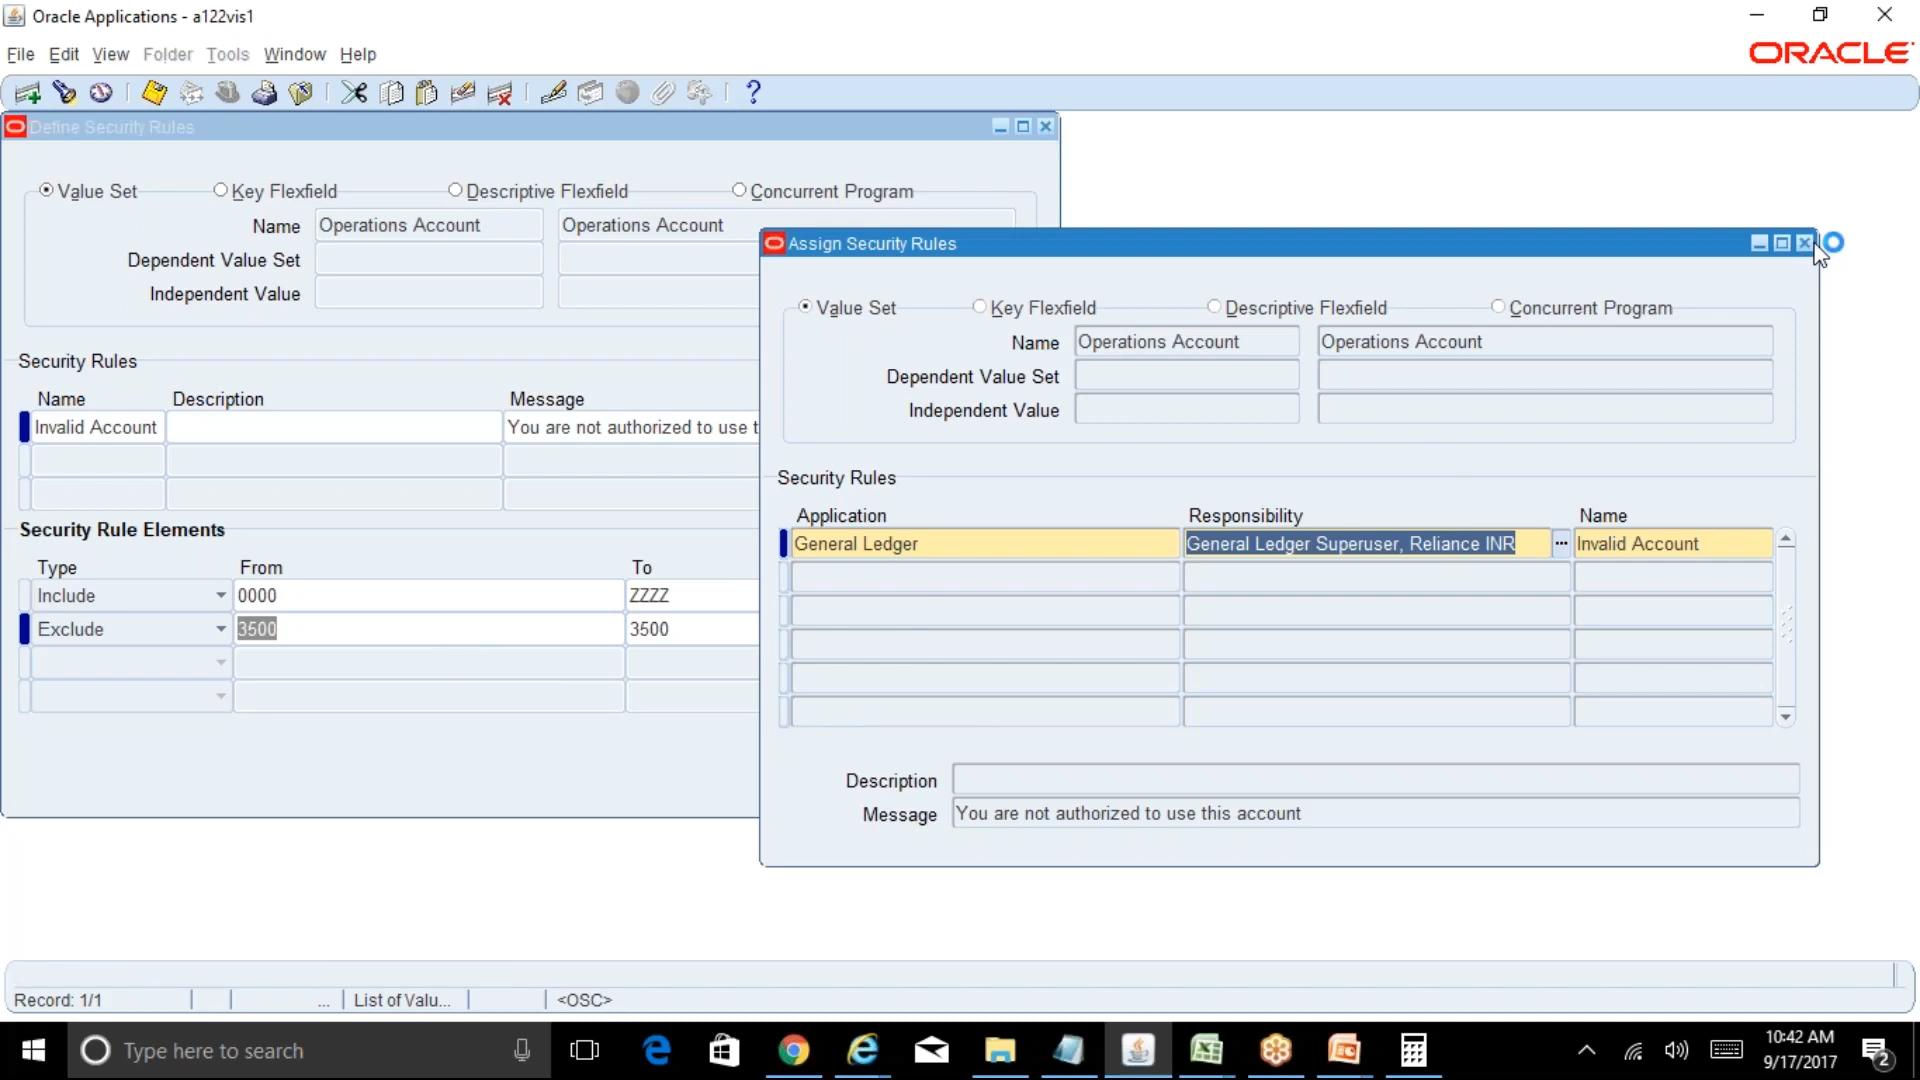 Oracle Applications - a122vis1
File Edit View Folder Tools Window Help
ORACLE
Define Security Rules
Value Set Key Flexfield Descriptive Flexfield Concurrent Program
Name Operations Account Operations Account
Dependent Value Set
Independent Value
Security Rules
Name Description Message
Invalid Account You are not authorized to use t
Security Rule Elements
Type From To
Include 0000 ZZZZ
Exclude 3500 3500
Assign Security Rules
Value Set Key Flexfield Descriptive Flexfield Concurrent Program
Name Operations Account Operations Account
Dependent Value Set
Independent Value
Security Rules
Application Responsibility Name
General Ledger General Ledger Superuser, Reliance INR ... Invalid Account
Description
Message You are not authorized to use this account
Record: 1/1 ... List of Valu... <OSC>
Type here to search
10:42 AM
9/17/2017
2